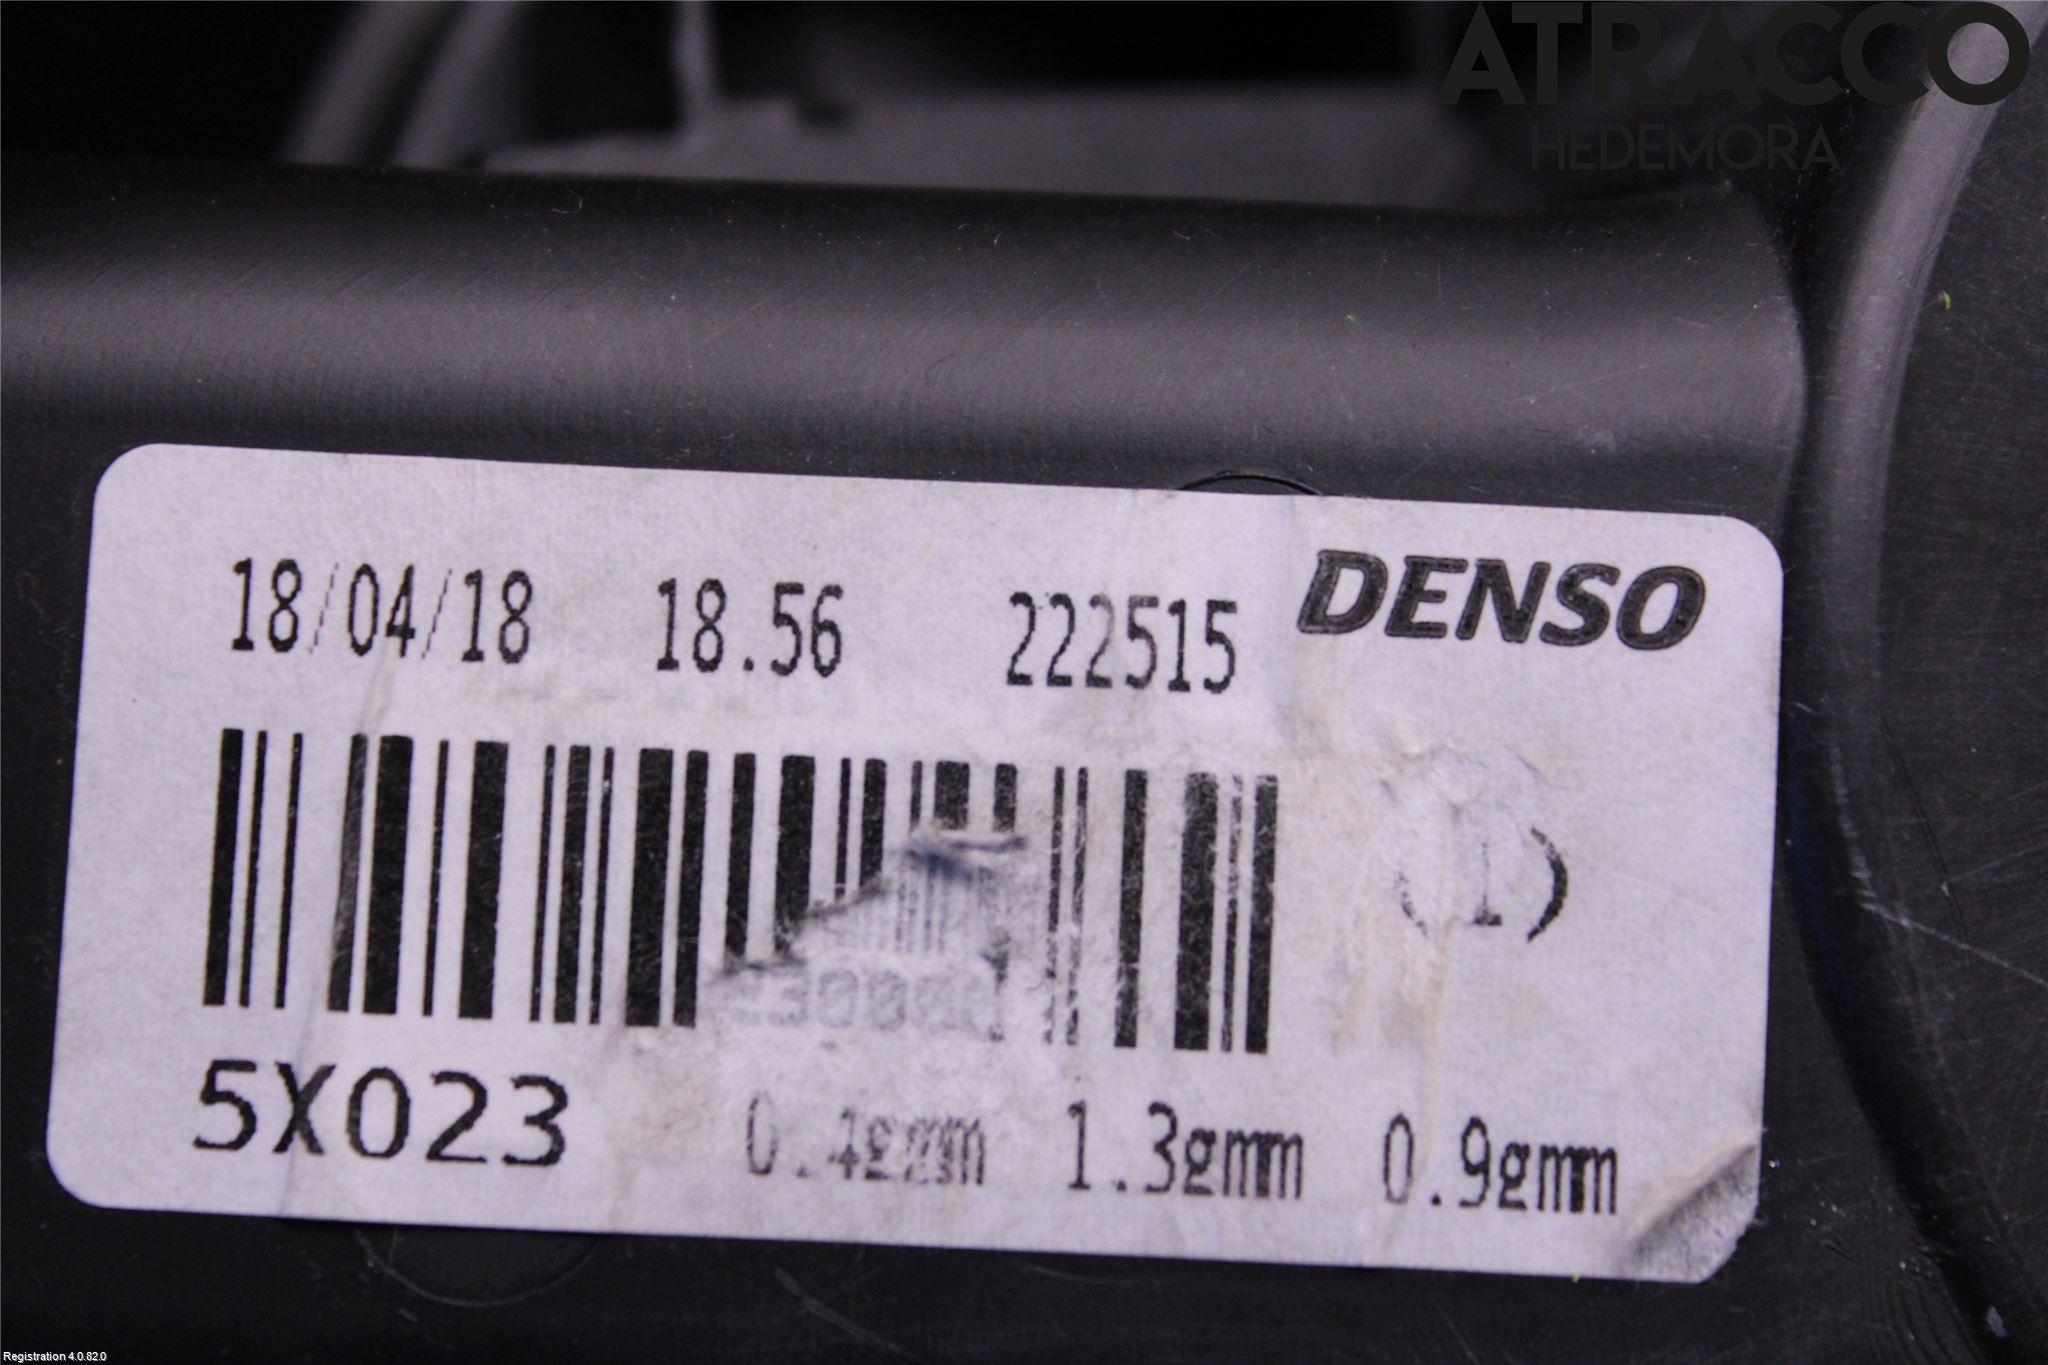 ATRACCO
HEDEMORA
18/04/18 18.56 222515 DENSO
(1)
5X023 0.4gmm 1.3gmm 0.9gmm
Registration 4.0.82.0